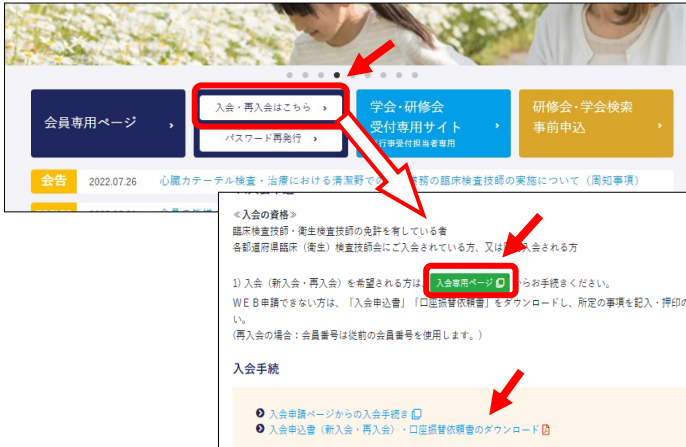 会員専用ページ
入会・再入会はこちら
パスワード再発行
学会・研修会
受付専用サイト
行事受付担当者専用
研修会・学会検索
事前申込
会告 2022.07.26 心臓カテーテル検査・治療における清潔野で 務の臨床検査技師の実施について（周知事項）
≪入会の資格≫
臨床検査技師・衛生検査技師の免許を有している者
各都道府県臨床（衛生）検査技師会にご入会されている方、又は 入会される方
1) 入会（新入会・再入会）を希望される方は、 入会専用ページ からお手続きください。
ＷＥＢ申請できない方は、「入会申込書」「口座振替依頼書」をダウンロードし、所定の事項を記入・押印の
い。
(再入会の場合：会員番号は従前の会員番号を使用します。)
入会手続
入会申請ページからの入会手続き
入会申込書（新入会・再入会）・口座振替依頼書のダウンロード